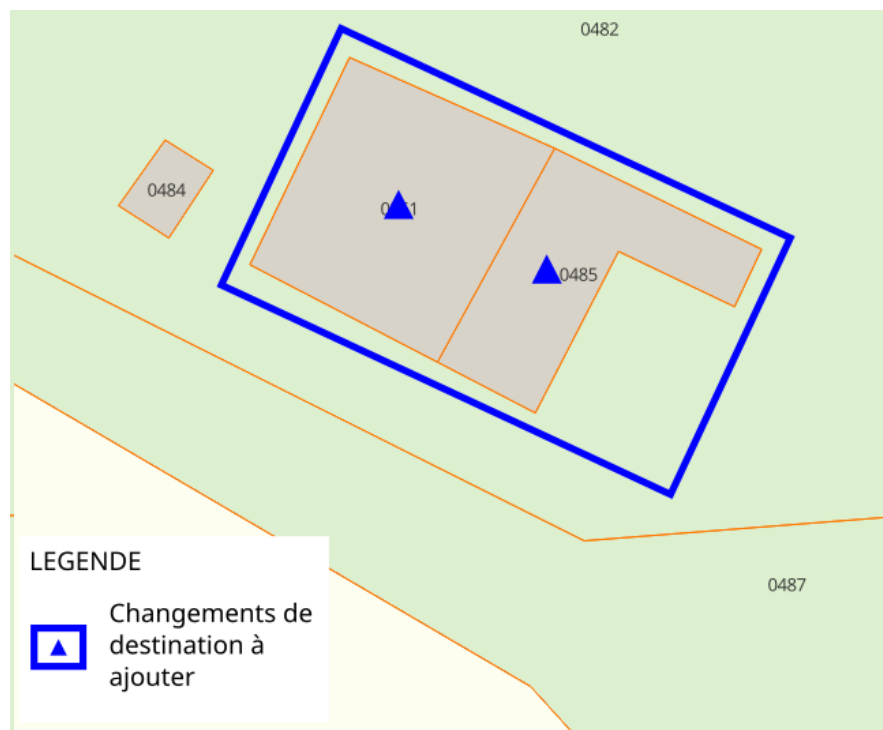 0482
0484
0485
0487
LEGENDE
Changements de
destination à
ajouter